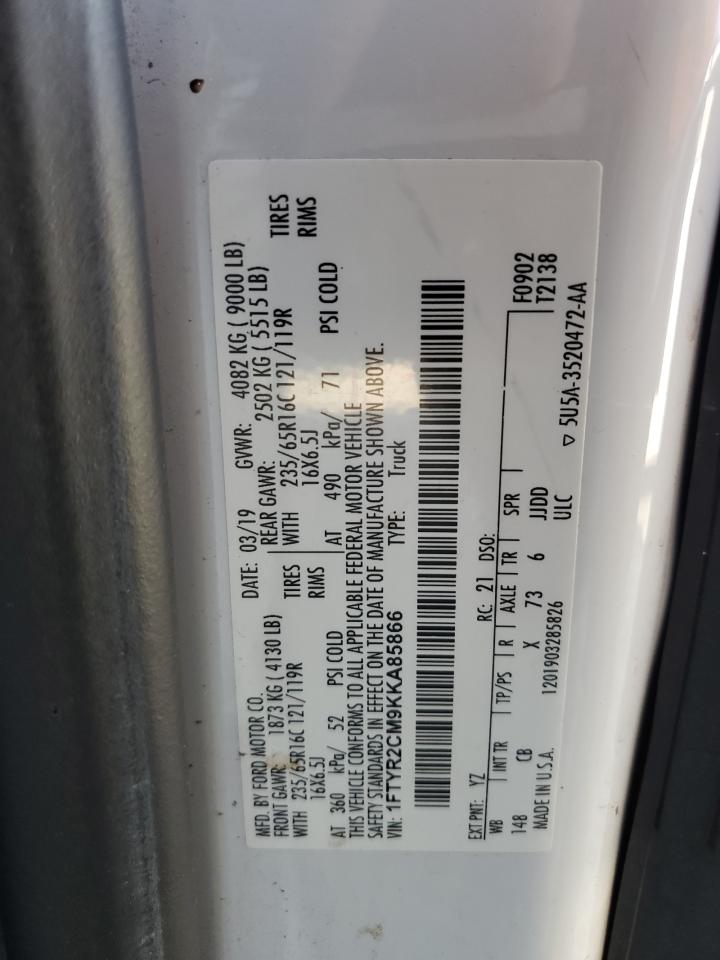 MFD. BY FORD MOTOR CO. DATE: 03/19 GVWR: 4082 KG ( 9000 LB)
FRONT GAWR: 1873 KG ( 4130 LB) REAR GAWR: 2502 KG ( 5515 LB)
WITH 235/65R16C 121/119R TIRES WITH 235/65R16C 121/119R TIRES
16X6.5J RIMS 16X6.5J RIMS
AT 360 kPa/ 52 PSI COLD AT 490 kPa/ 71 PSI COLD
THIS VEHICLE CONFORMS TO ALL APPLICABLE FEDERAL MOTOR VEHICLE
SAFETY STANDARDS IN EFFECT ON THE DATE OF MANUFACTURE SHOWN ABOVE.
VIN: 1FTYR2CM9KKA85866 TYPE: Truck
EXT PNT: YZ RC: 21 DSO: F0902
WB INT TR TP/PS R AXLE TR SPR T2138
148 CB X 73 6 JJDD
MADE IN U.S.A. 1201903285826 ULC ▽ 5U5A-3520472-AA